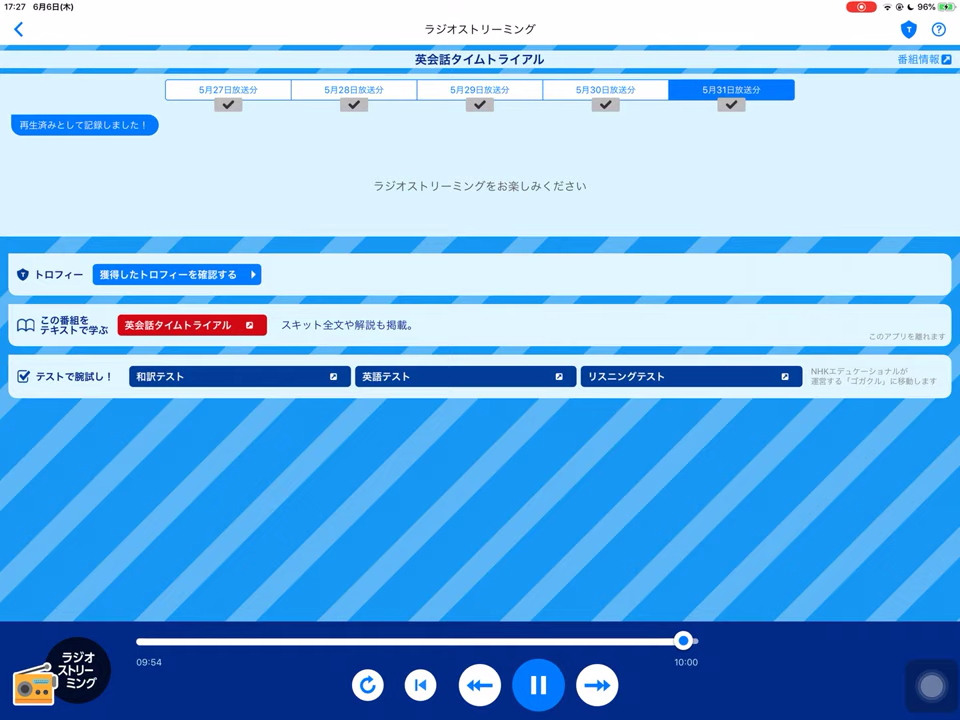 17:27 6月6日(木)
96%
ラジオストリーミング
英会話タイムトライアル
番組情報
5月27日放送分
5月28日放送分
5月29日放送分
5月30日放送分
5月31日放送分
再生済みとして記録しました!
ラジオストリーミングをお楽しみください
トロフィー
獲得したトロフィーを確認する
この番組を
テキストで学ぶ
英会話タイムトライアル
スキット全文や解説も掲載。
このアプリを離れます
テストで腕試し!
和訳テスト
英語テスト
リスニングテスト
NHKエデュケーショナルが
運営する「ゴガクル」に移動します
ラジオ
ストリー
ミング
09:54
10:00